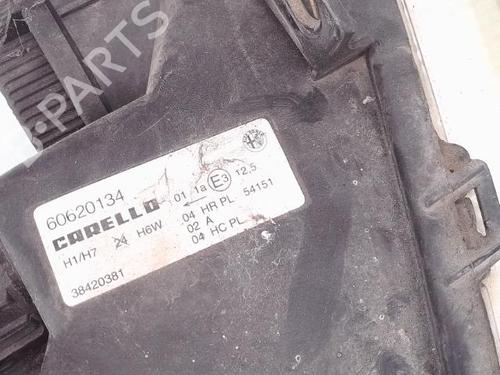 60620134
CARELLO
H1/H7 24 H6W
38420381
01 1a E3 12,5
04 HR PL 54151
02 A
04 HC PL